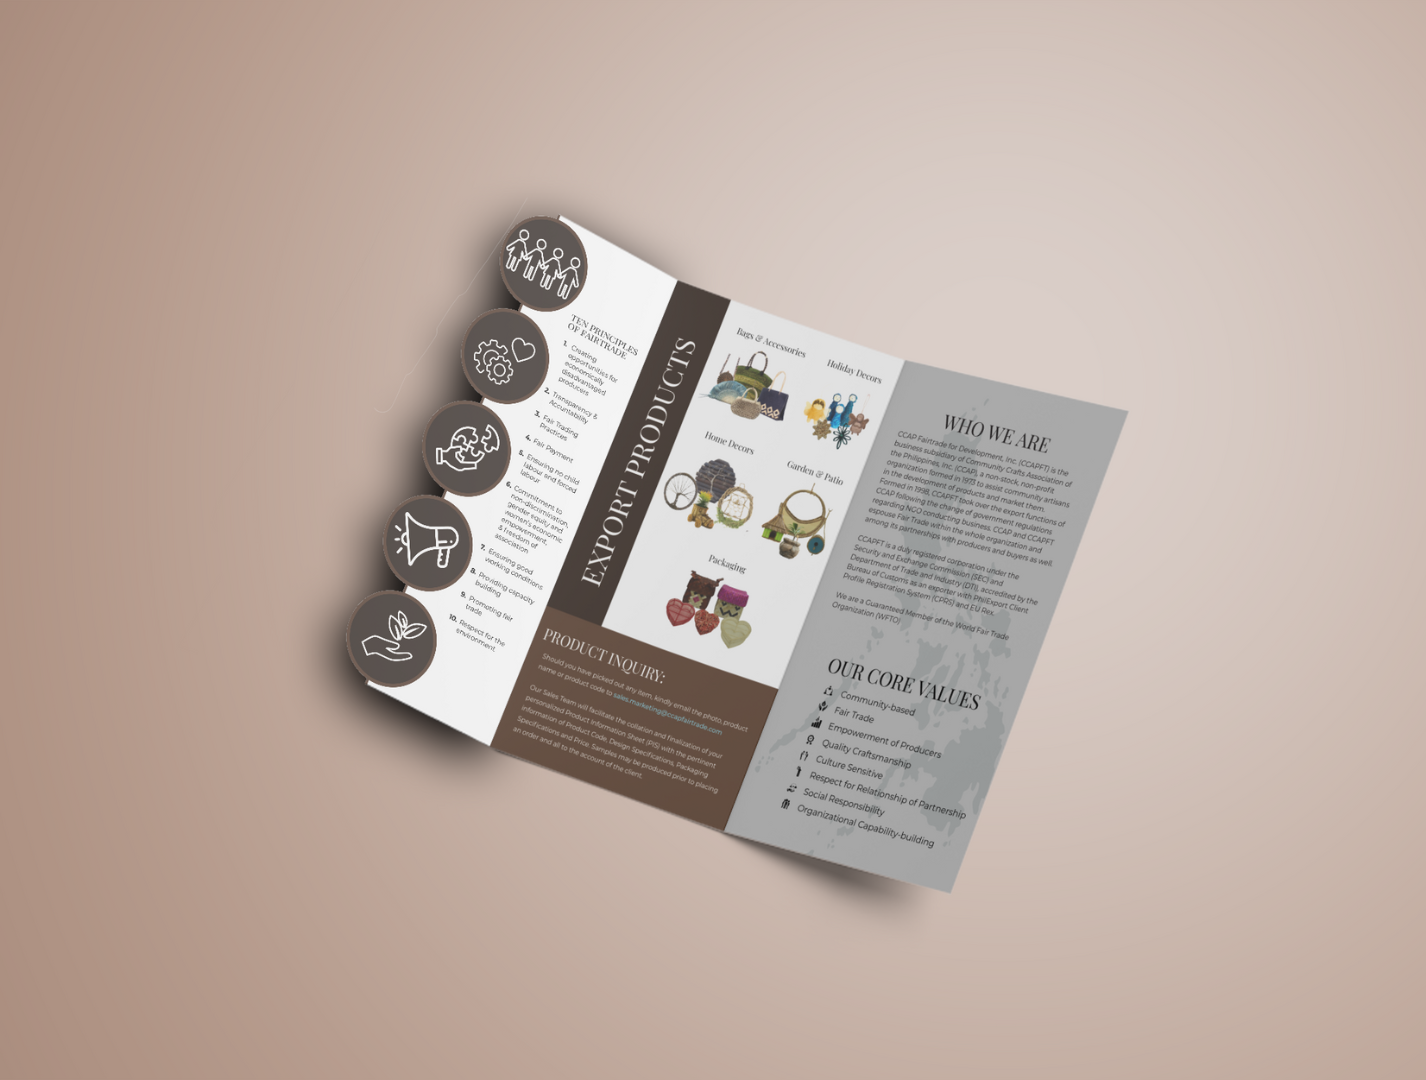 TEN PRINCIPLES
OF FAIRTRADE
1. Creating
opportunities for
economically
disadvantaged
producers
2. Transparency &
Accountability
3. Fair Trading
Practices
4. Fair Payment
5. Ensuring no child
labour and forced
labour
6. Commitment to
non-discrimination,
gender equity and
women's economic
empowerment,
& freedom of
association
7. Ensuring good
working conditions
8. Providing capacity
building
9. Promoting fair
trade
10. Respect for the
environment
EXPORT PRODUCTS
Bags & Accessories
Holiday Decors
Home Decors
Garden & Patio
Packaging
PRODUCT INQUIRY:
Should you have picked out any item, kindly email the photo, product
name or product code to sales.marketing@ccapfairtrade.com
Our Sales Team will facilitate the collation and finalization of your
personalized Product Information Sheet (PIS) with the pertinent
information of Product Code, Design Specifications, Packaging
Specifications and Price. Samples may be produced prior to placing
an order and all to the account of the client.
WHO WE ARE
CCAP Fairtrade for Development, Inc. (CCAPFT) is the
business subsidiary of Community Crafts Association of
the Philippines, Inc. (CCAP), a non-stock, non-profit
organization formed in 1973 to assist community artisans
in the development of products and market them.
Formed in 1998, CCAPFT took over the export functions of
CCAP following the change of government regulations
regarding NGO conducting business. CCAP and CCAPFT
espouse Fair Trade within the whole organization and
among its partnerships with producers and buyers as well.
CCAPFT is a duly registered corporation under the
Security and Exchange Commission (SEC) and
Department of Trade and Industry (DTI), accredited by the
Bureau of Customs as an exporter with PhilExport Client
Profile Registration System (CPRS) and EU Rex.
We are a Guaranteed Member of the World Fair Trade
Organization (WFTO)
OUR CORE VALUES
Community-based
Fair Trade
Empowerment of Producers
Quality Craftsmanship
Culture Sensitive
Respect for Relationship of Partnership
Social Responsibility
Organizational Capability-building